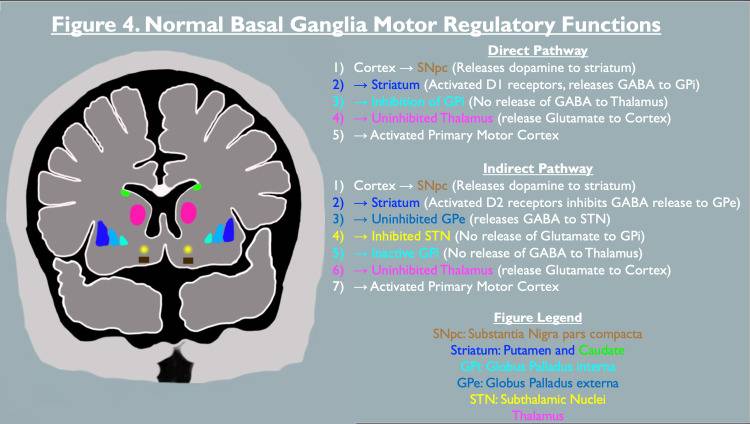 Figure 4. Normal Basal Ganglia Motor Regulatory Functions
Direct Pathway
1) Cortex → SNpc (Releases dopamine to striatum)
2) → Striatum (Activated D1 receptors, releases GABA to GPi)
3) → Inhibition of GPi (No release of GABA to Thalamus)
4) → Uninhibited Thalamus (release Glutamate to Cortex)
5) → Activated Primary Motor Cortex
Indirect Pathway
1) Cortex → SNpc (Releases dopamine to striatum)
2) → Striatum (Activated D2 receptors inhibits GABA release to GPe)
3) → Uninhibited GPe (releases GABA to STN)
4) → Inhibited STN (No release of Glutamate to GPi)
5) → Inactive GPi (No release of GABA to Thalamus)
6) → Uninhibited Thalamus (release Glutamate to Cortex)
7) → Activated Primary Motor Cortex
Figure Legend
SNpc: Substantia Nigra pars compacta
Striatum: Putamen and Caudate
GPi: Globus Palladus interna
GPe: Globus Palladus externa
STN: Subthalamic Nuclei
Thalamus